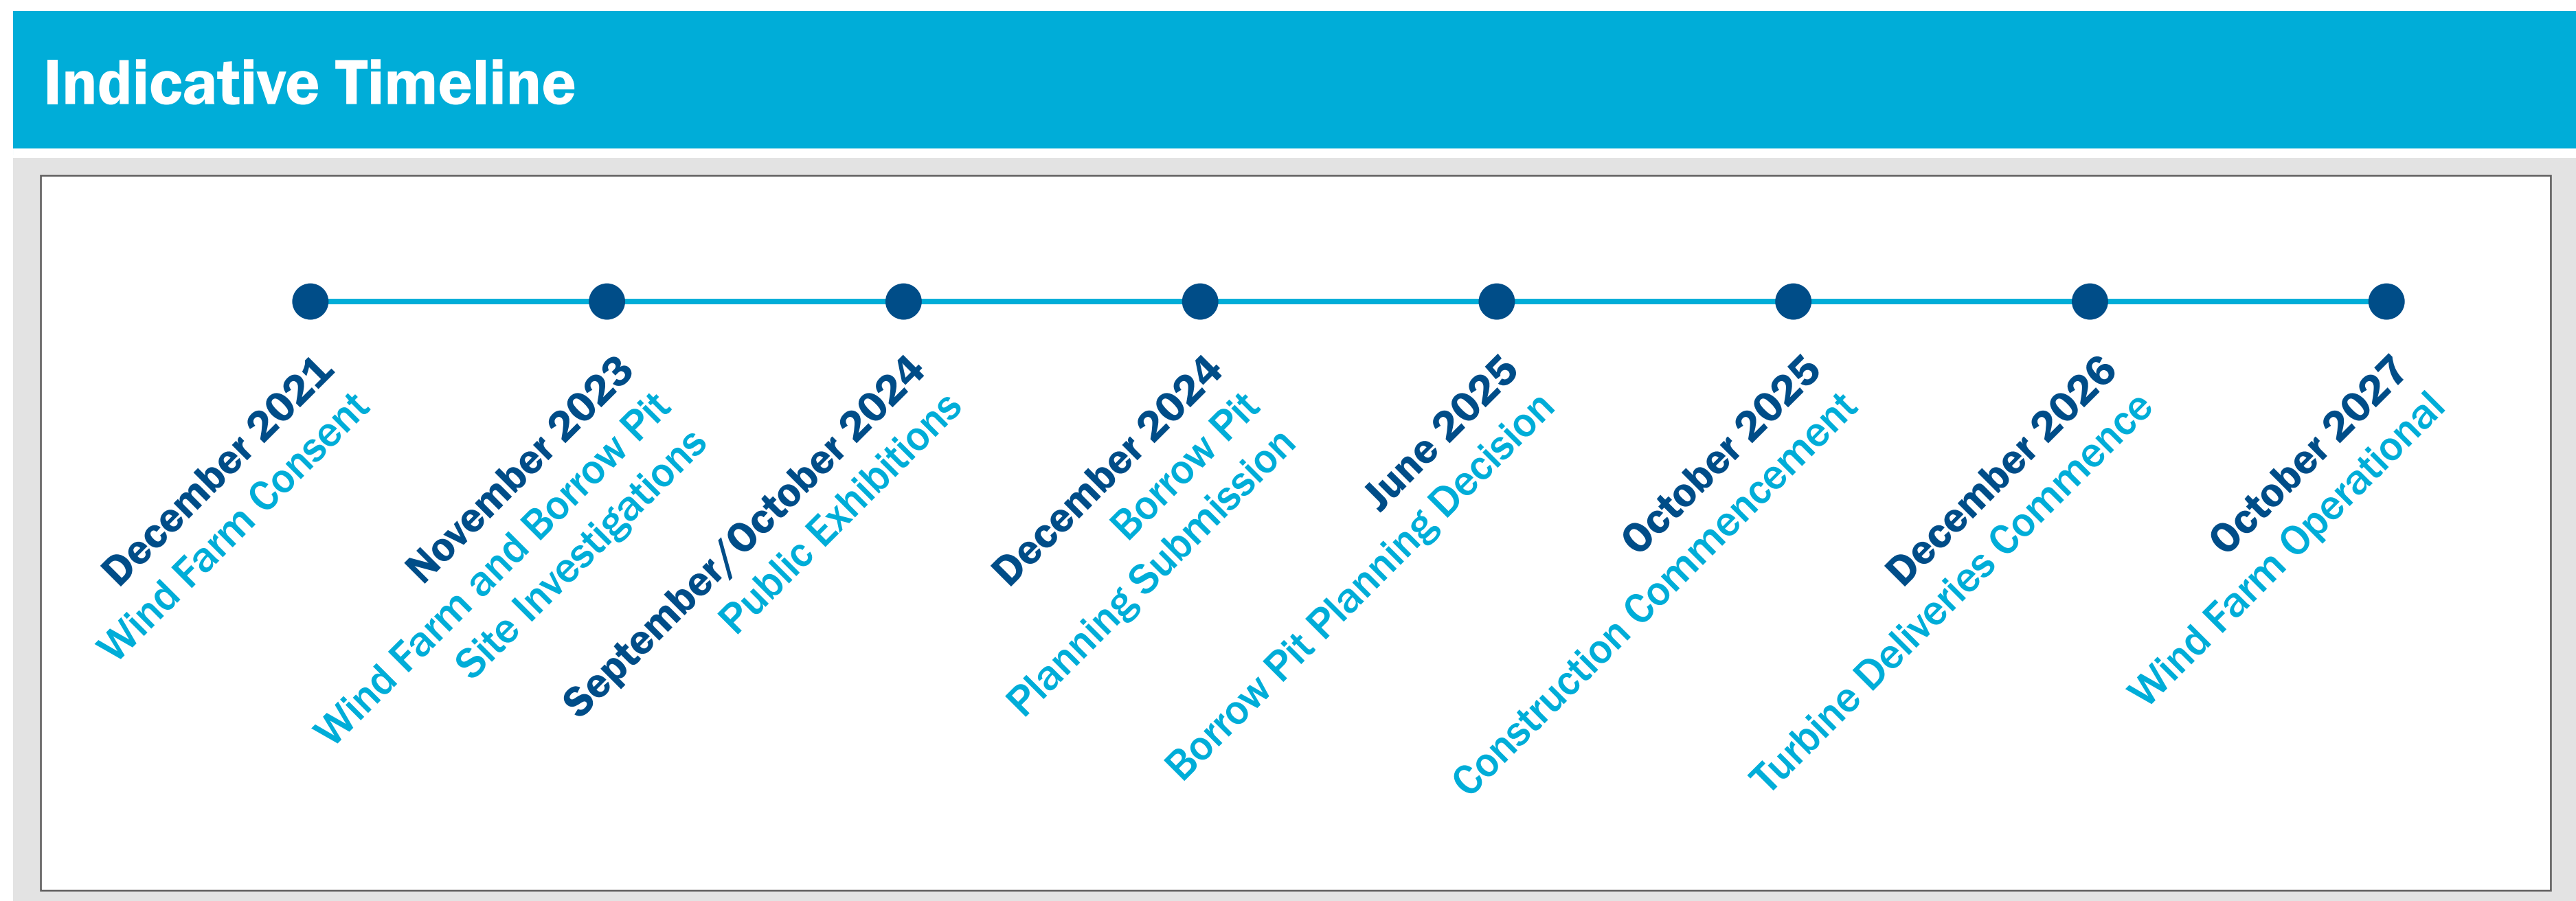 Indicative Timeline
December 2021
Wind Farm Consent
November 2023
Wind Farm and Borrow Pit
Site Investigations
September/October 2024
Public Exhibitions
December 2024
Borrow Pit
Planning Submission
June 2025
Borrow Pit Planning Decision
October 2025
Construction Commencement
December 2026
Turbine Deliveries Commence
October 2027
Wind Farm Operational